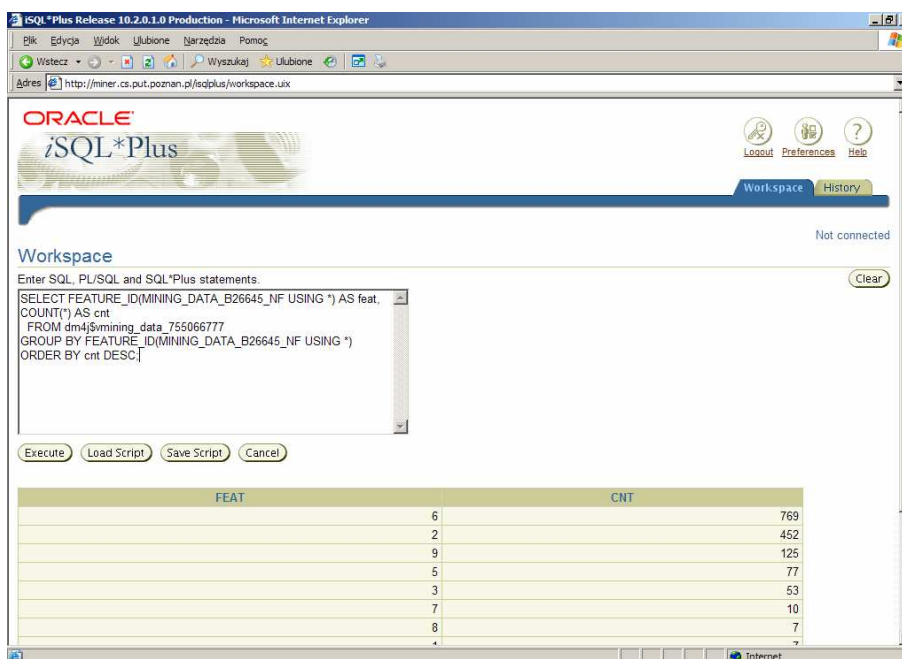 iSQL*Plus Release 10.2.0.1.0 Production - Microsoft Internet Explorer
Plik Edycja Widok Ulubione Narzędzia Pomoc
Wstecz Wyszukaj Ulubione
Adres http://miner.cs.put.poznan.pl/isqlplus/workspace.uix
ORACLE
iSQL*Plus
Logout Preferences Help
Workspace History
Not connected
Workspace
Enter SQL, PL/SQL and SQL*Plus statements.
Clear
SELECT FEATURE_ID(MINING_DATA_B26645_NF USING *) AS feat,
COUNT(*) AS cnt
FROM dm4j$vmining_data_755066777
GROUP BY FEATURE_ID(MINING_DATA_B26645_NF USING *)
ORDER BY cnt DESC;
Execute Load Script Save Script Cancel
FEAT CNT
6 769
2 452
9 125
5 77
3 53
7 10
8 7
Internet